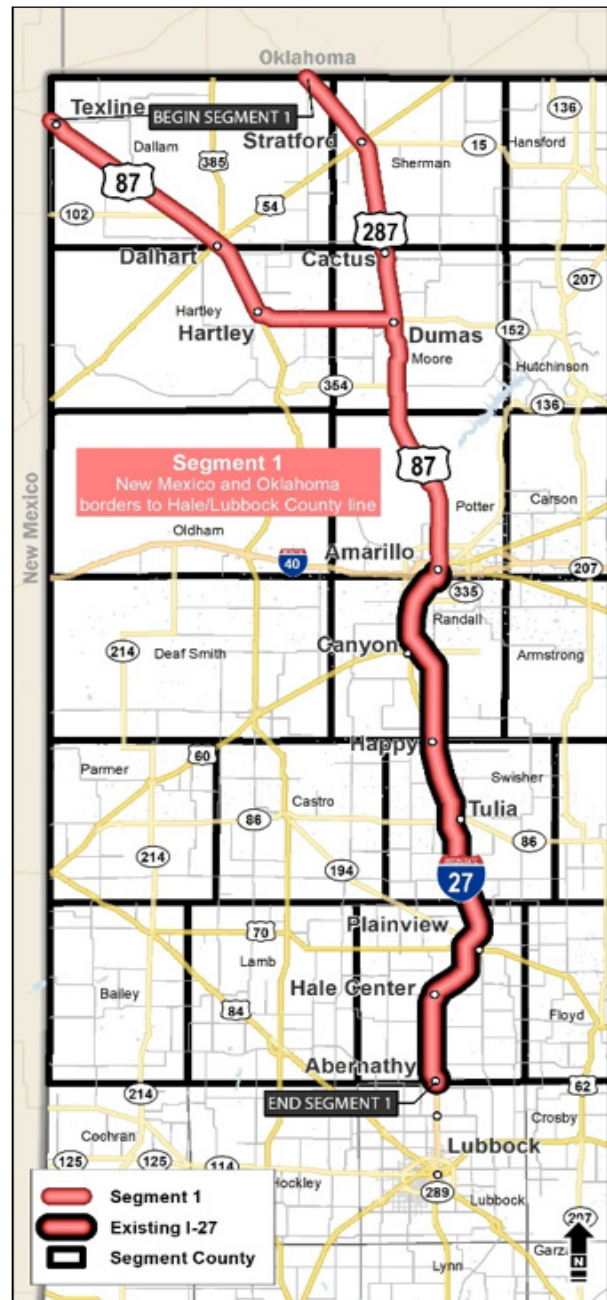 Oklahoma
Texline
BEGIN SEGMENT 1
136
Dallam
Stratford
Hansford
385
Sherman
15
87
54
102
287
Dalhart
Cactus
207
Hartley
Hartley
Dumas
152
Moore
Hutchinson
354
136
Segment 1
New Mexico and Oklahoma
borders to Hale/Lubbock County line
87
Potter
Carson
New Mexico
Oldham
Amarillo
40
207
335
Randall
Canyon
214
Deaf Smith
Armstrong
Happy
60
Parmer
Swisher
Castro
Tulia
86
86
214
194
27
Plainview
70
Lamb
Bailey
Hale Center
84
Floyd
Abernathy
214
END SEGMENT 1
62
Cochran
Crosby
125
125
114
Lubbock
Hockley
289
Lubbock
Segment 1
Existing I-27
Segment County
207
Garza
Lynn
N